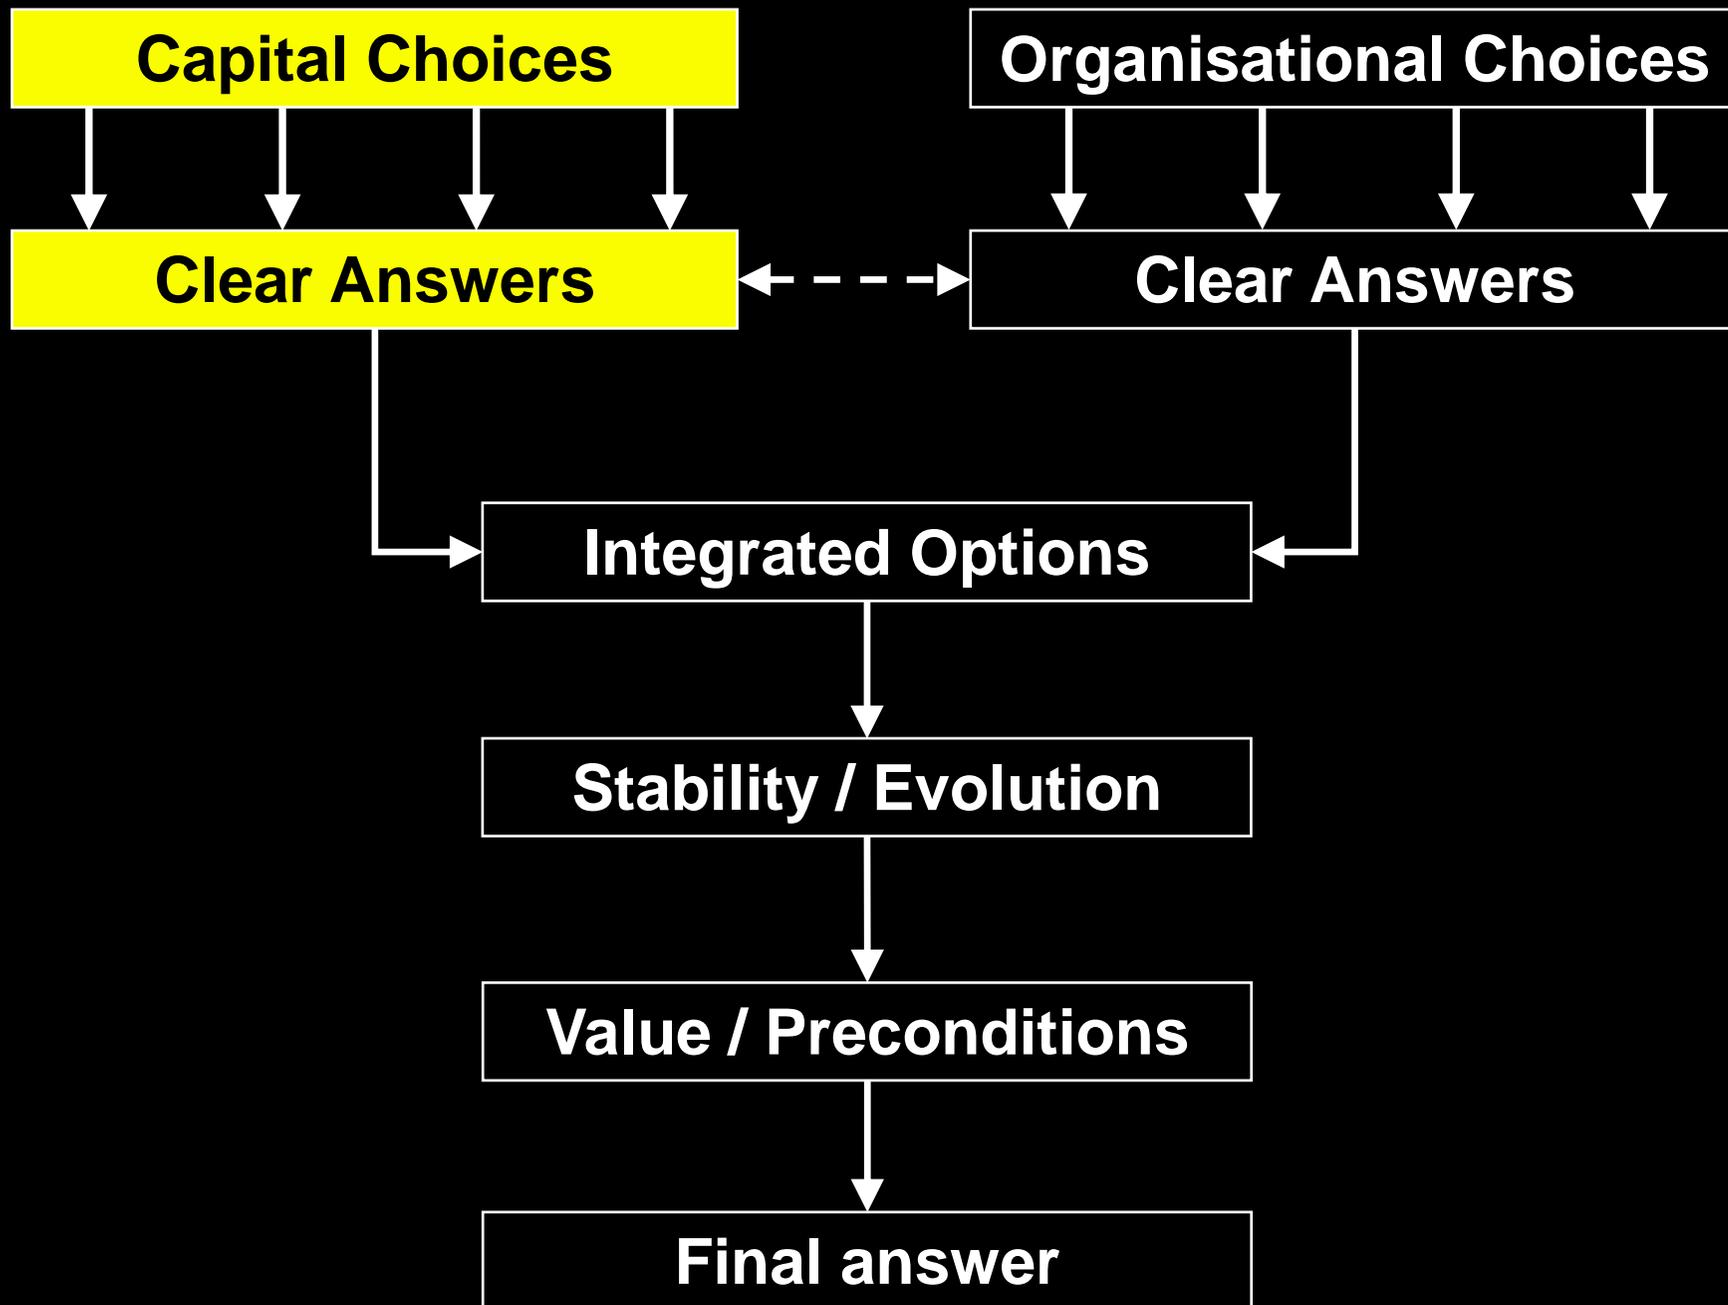 Capital Choices
Organisational Choices
Clear Answers
Clear Answers
Integrated Options
Stability / Evolution
Value / Preconditions
Final answer